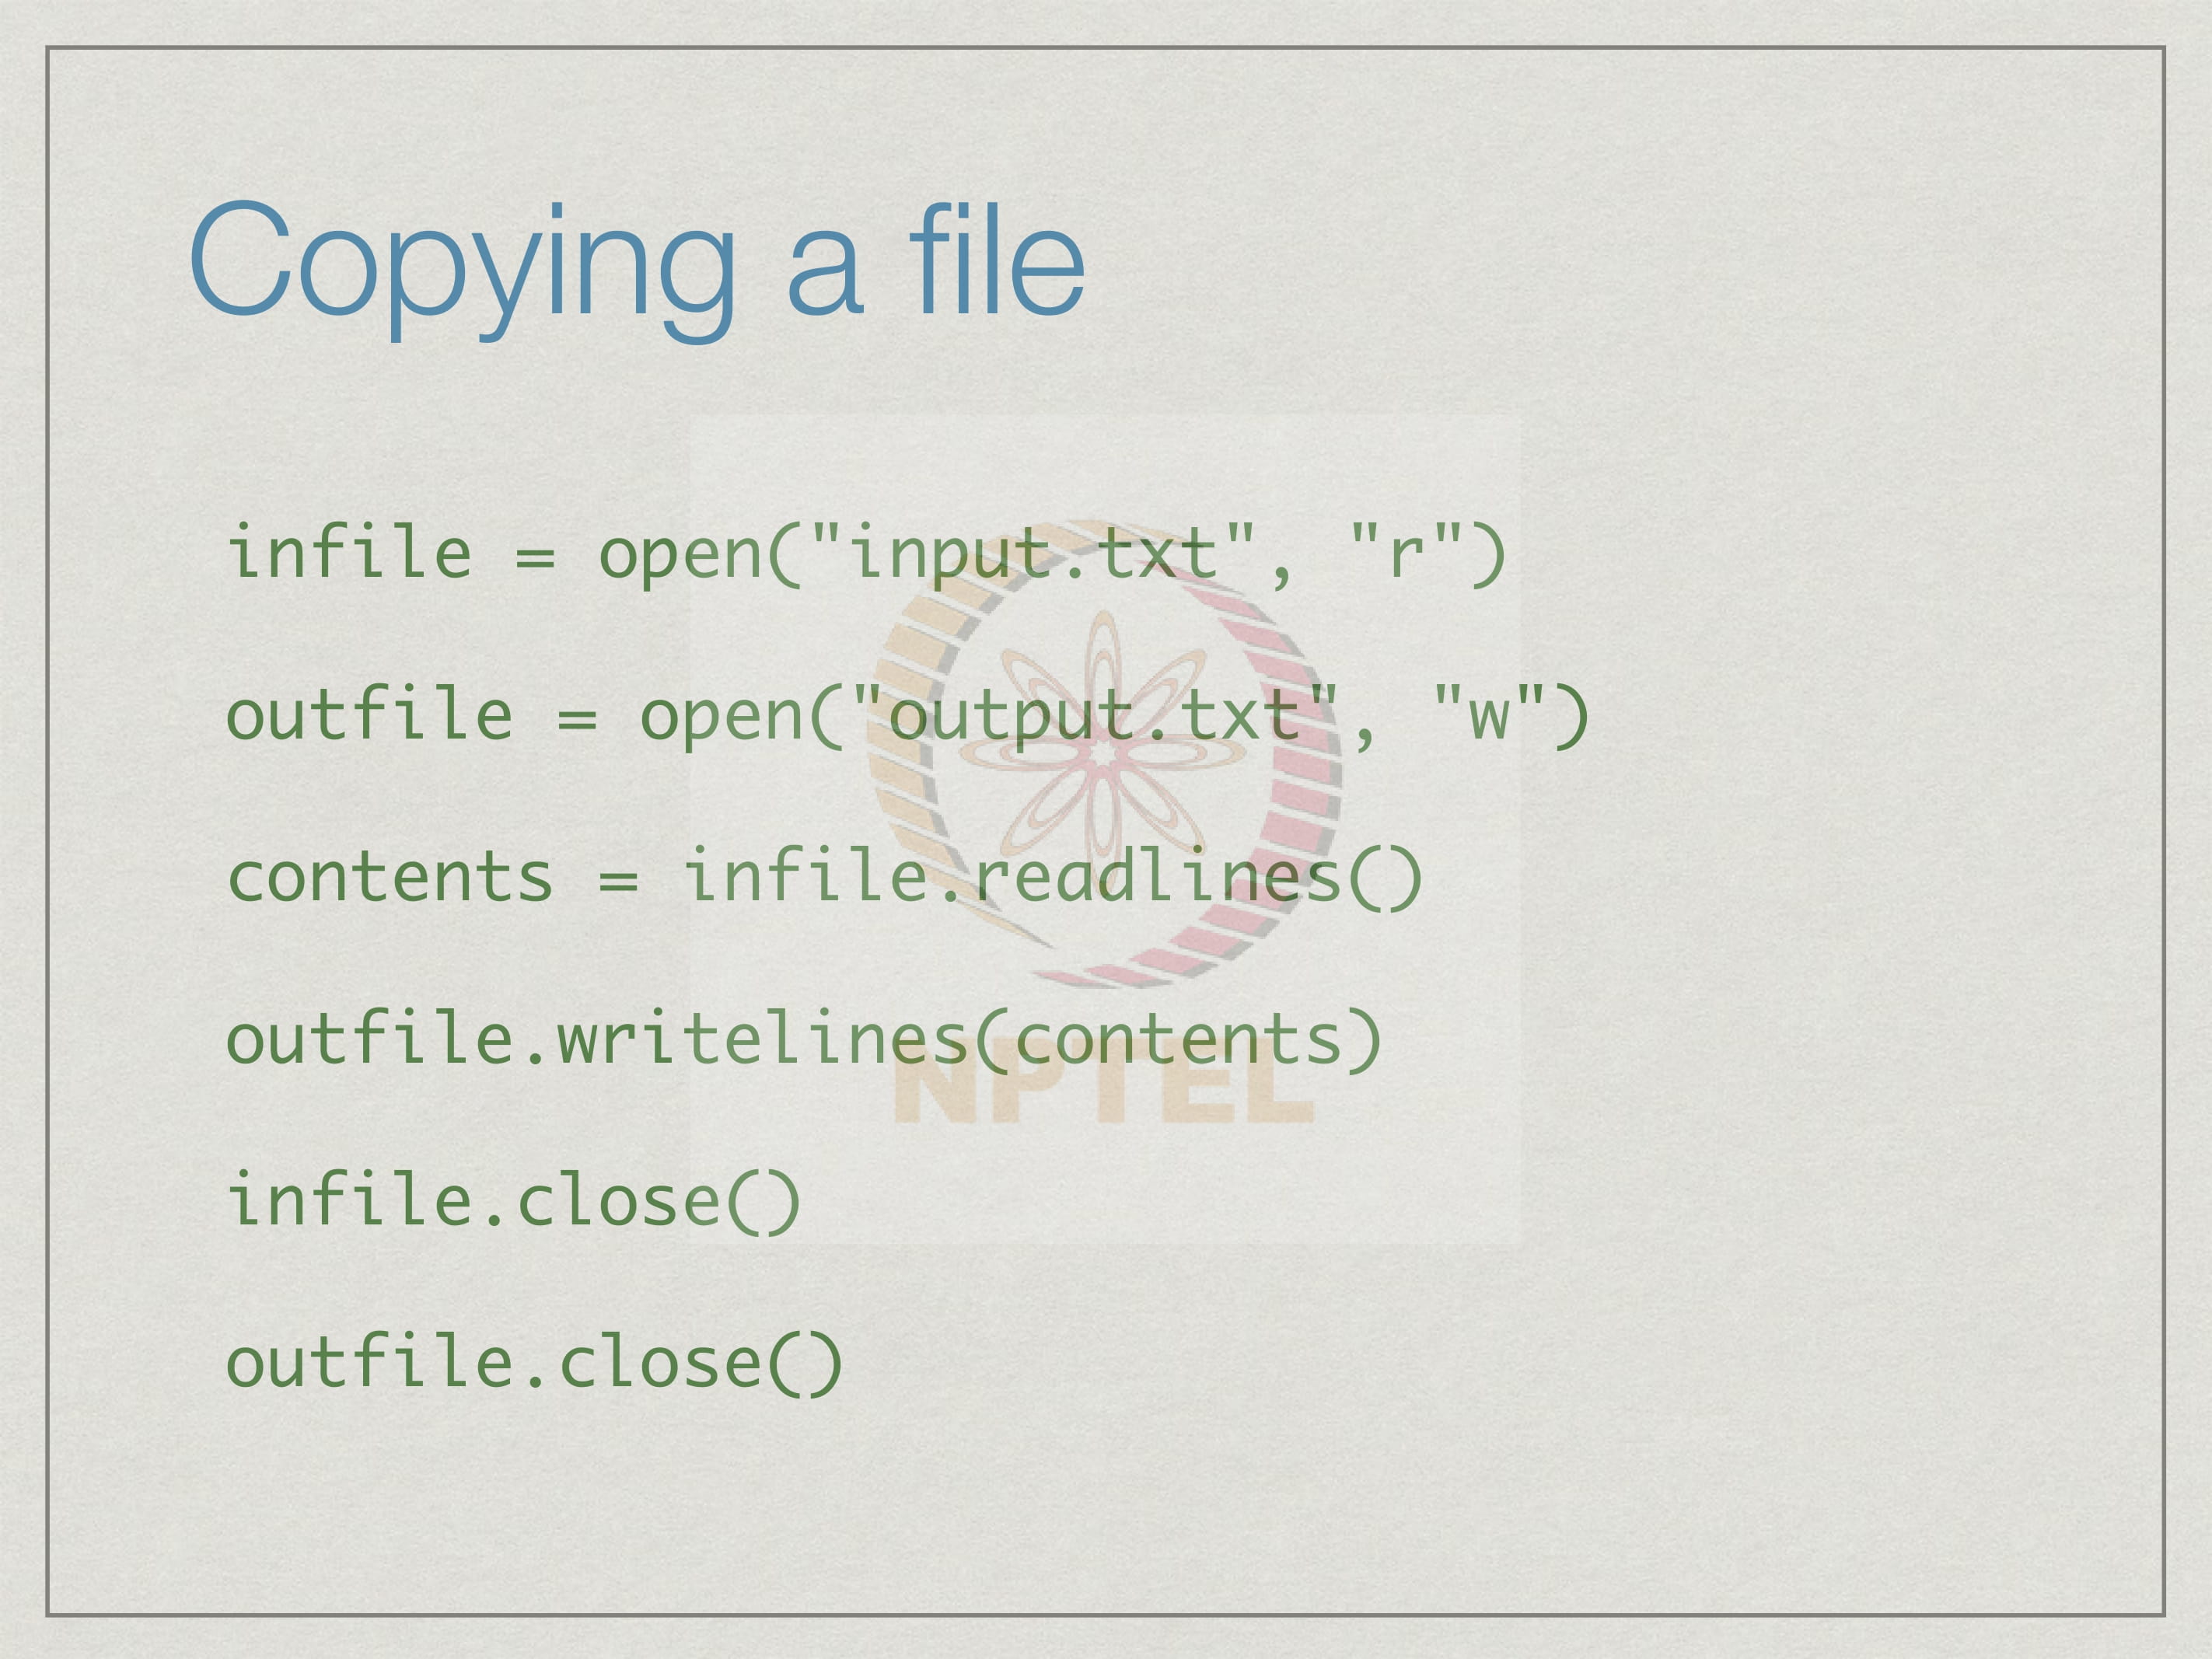 Copying a file
infile = open("input.txt", "r")
outfile = open("output.txt", "w")
contents = infile.readlines()
outfile.writelines(contents)
NPTEL
infile.close()
outfile.close()